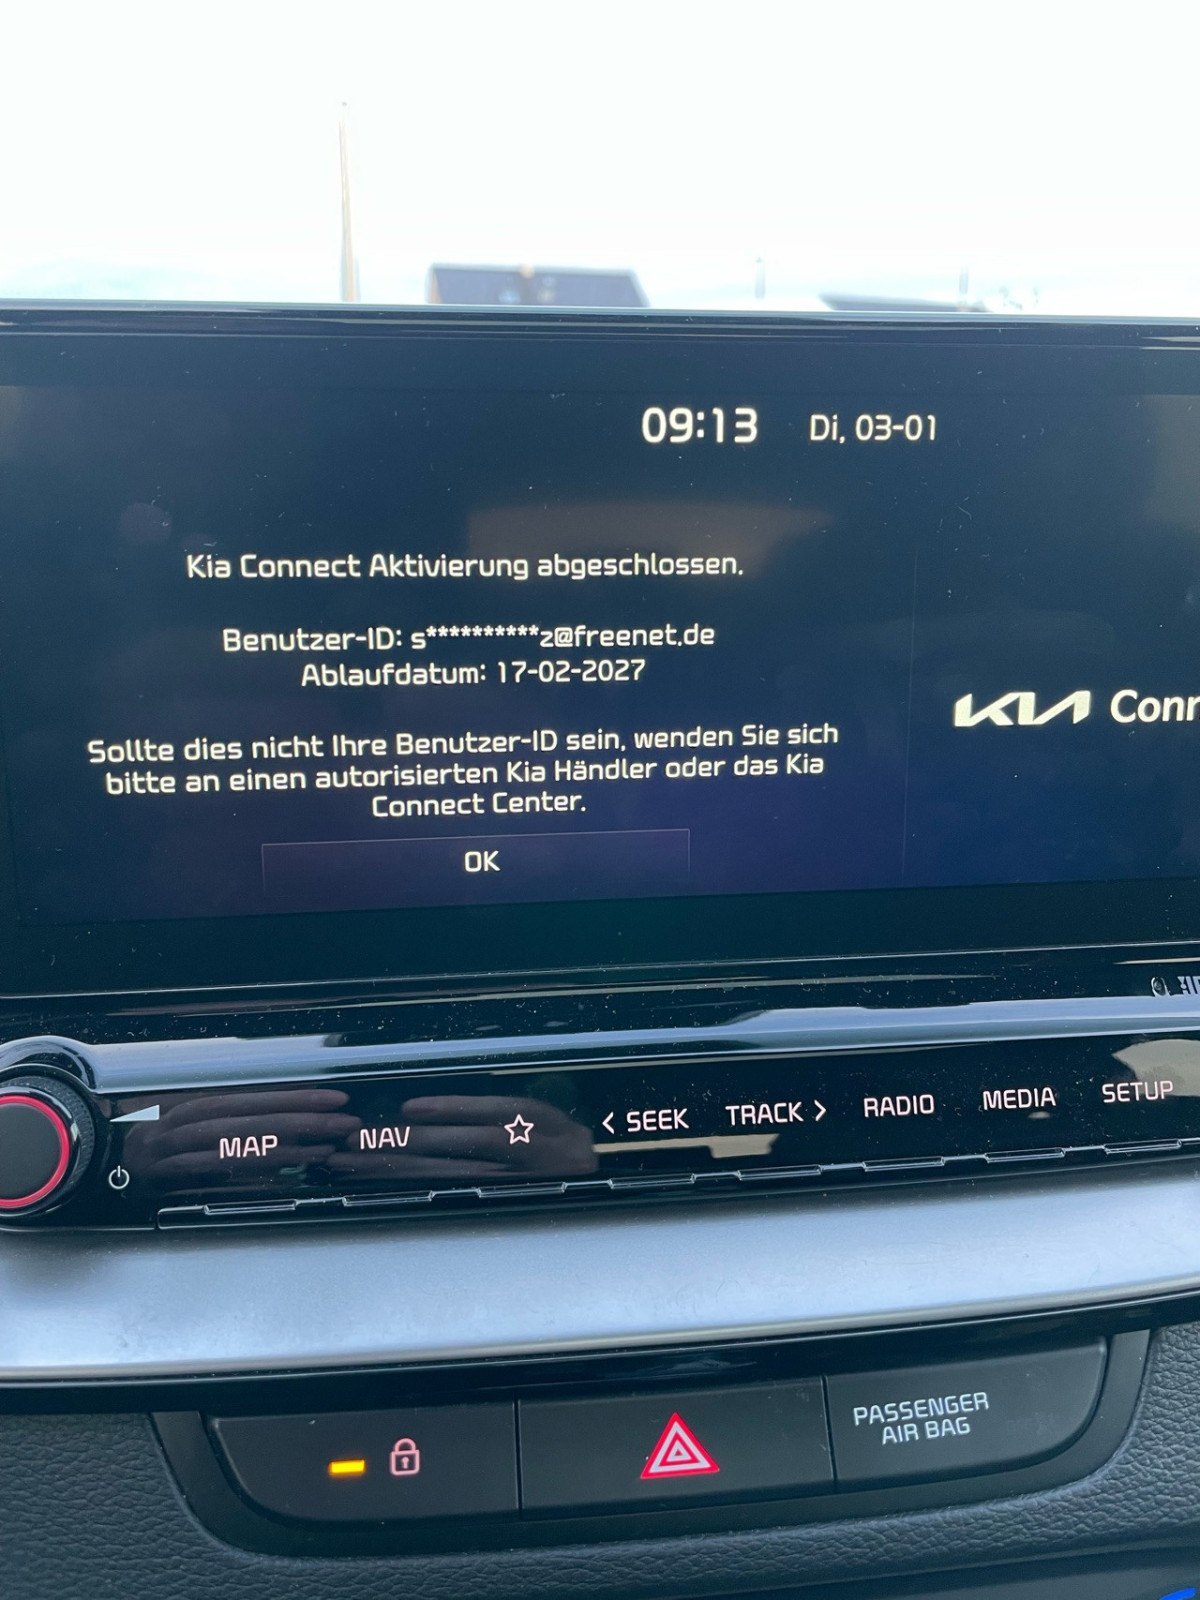 09:13 Di, 03-01
Kia Connect Aktivierung abgeschlossen.
Benutzer-ID: s**********z@freenet.de
Ablaufdatum: 17-02-2027
KIA Conn
Sollte dies nicht Ihre Benutzer-ID sein, wenden Sie sich
bitte an einen autorisierten Kia Händler oder das Kia
Connect Center.
OK
MAP NAV < SEEK TRACK > RADIO MEDIA SETUP
PASSENGER
AIR BAG